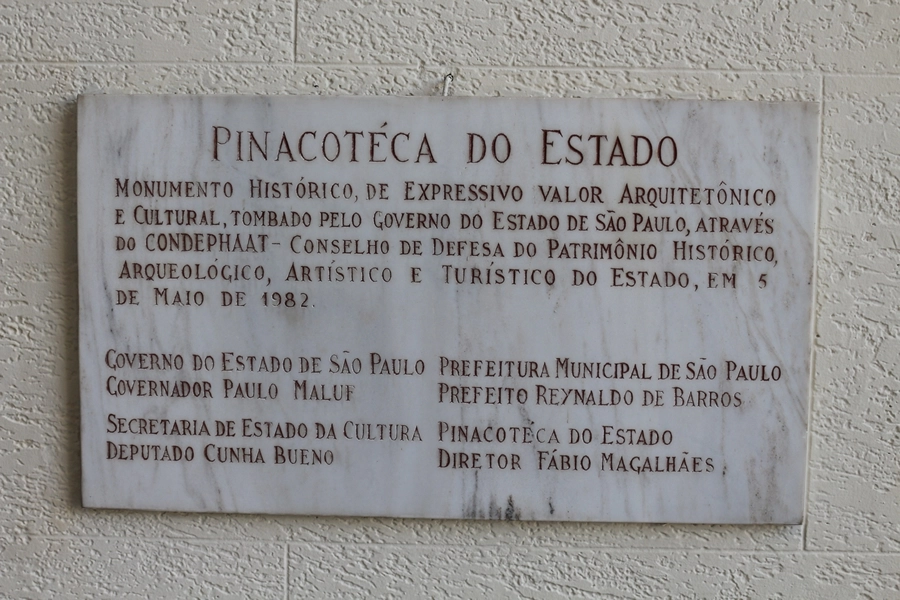 PINACOTÉCA DO ESTADO
MONUMENTO HISTÓRICO, DE EXPRESSIVO VALOR ARQUITETÔNICO
E CULTURAL, TOMBADO PELO GOVERNO DO ESTADO DE SÃO PAULO, ATRAVÉS
DO CONDEPHAAT - CONSELHO DE DEFESA DO PATRIMÔNIO HISTÓRICO,
ARQUEOLÓGICO, ARTÍSTICO E TURÍSTICO DO ESTADO, EM 5
DE MAIO DE 1982.
GOVERNO DO ESTADO DE SÃO PAULO
GOVERNADOR PAULO MALUF
PREFEITURA MUNICIPAL DE SÃO PAULO
PREFEITO REYNALDO DE BARROS
SECRETARIA DE ESTADO DA CULTURA
DEPUTADO CUNHA BUENO
PINACOTÉCA DO ESTADO
DIRETOR FÁBIO MAGALHÃES.